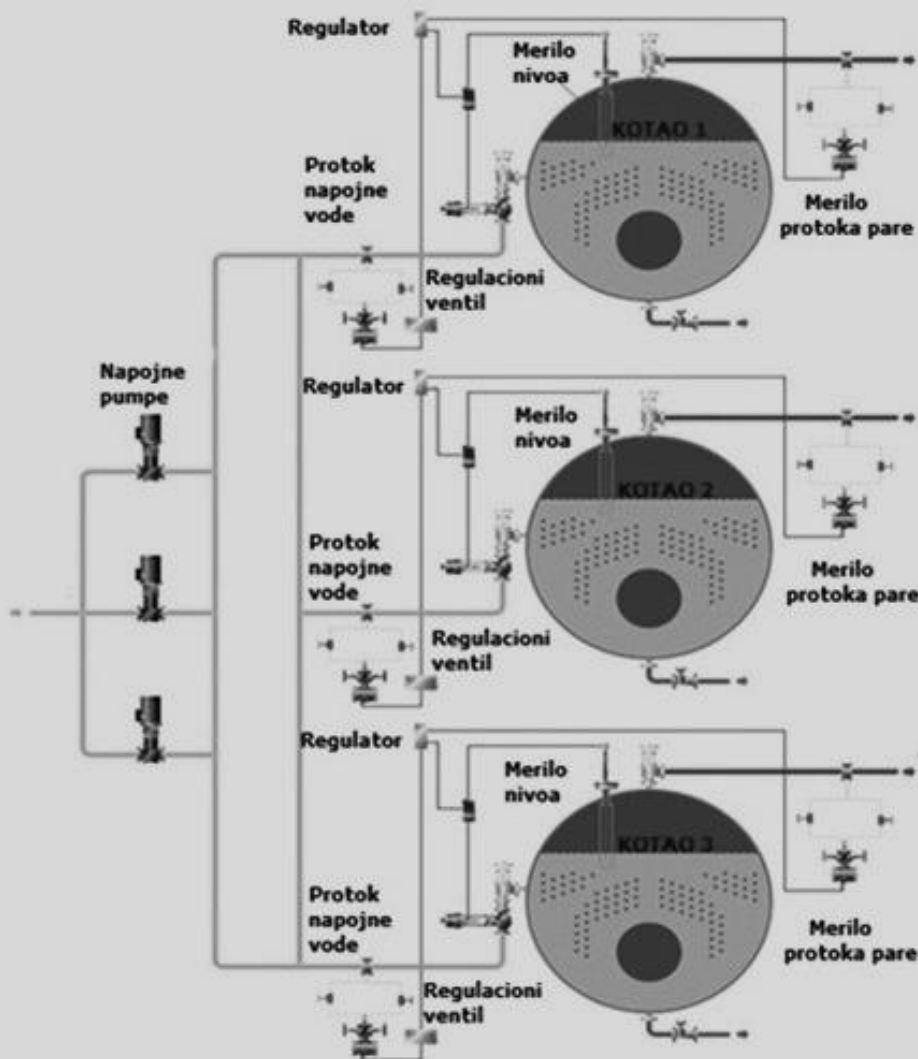 Regulator
Merilo
nivoa
KOTAO 1
Protok
napojne
vode
Merilo
protoka pare
Regulacioni
ventil
Napojne
pumpe
Regulator
Merilo
nivoa
KOTAO 2
Protok
napojne
vode
Merilo
protoka pare
Regulacioni
ventil
Regulator
Merilo
nivoa
KOTAO 3
Protok
napojne
vode
Merilo
protoka pare
Regulacioni
ventil